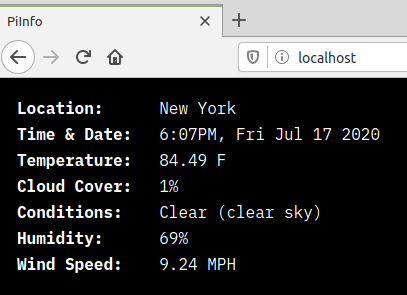 PiInfo
localhost
Location: New York
Time & Date: 6:07PM, Fri Jul 17 2020
Temperature: 84.49 F
Cloud Cover: 1%
Conditions: Clear (clear sky)
Humidity: 69%
Wind Speed: 9.24 MPH